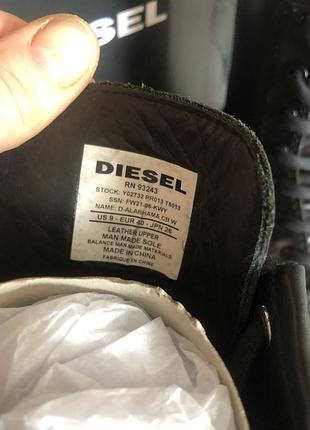 DIESEL
DIESEL
RN 93243
STOCK: Y02732 PR013 T8013
SSN: FW21-06-KWY
NAME: D-ALABHAMA CB W
US 9 - EUR 40 - JPN 26
LEATHER UPPER
MAN MADE SOLE
BALANCE MAN MADE MATERIALS
MADE IN CHINA
FABRIQUE EN CHINE